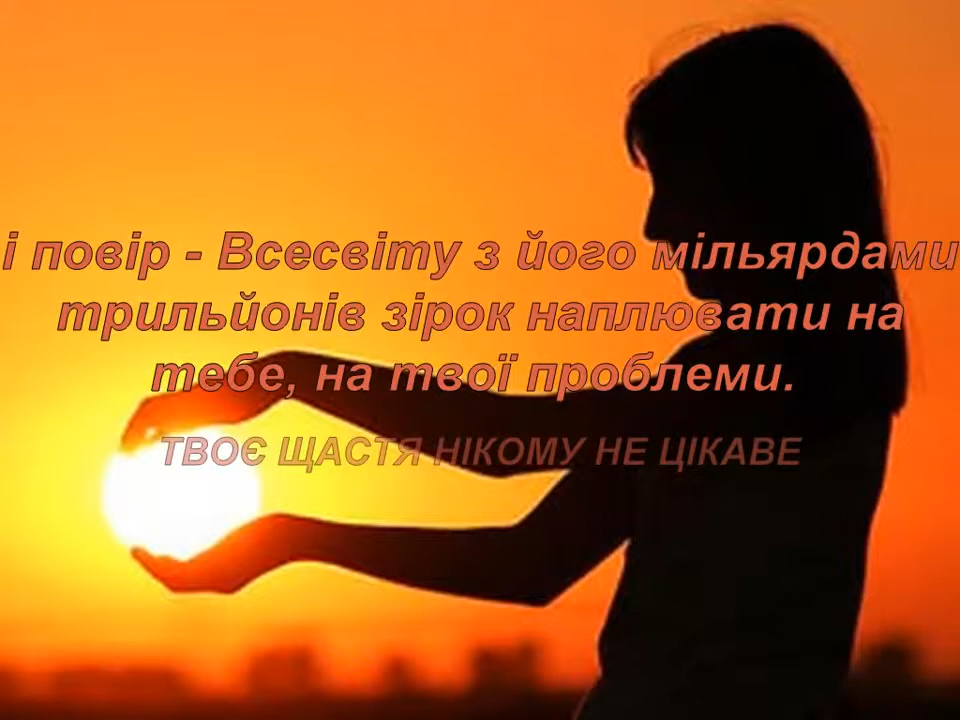 і повір - Всесвіту з його мільярдами
трильйонів зірок наплювати на
тебе, на твої проблеми.
ТВОЄ ЩАСТЯ НІКОМУ НЕ ЦІКАВЕ